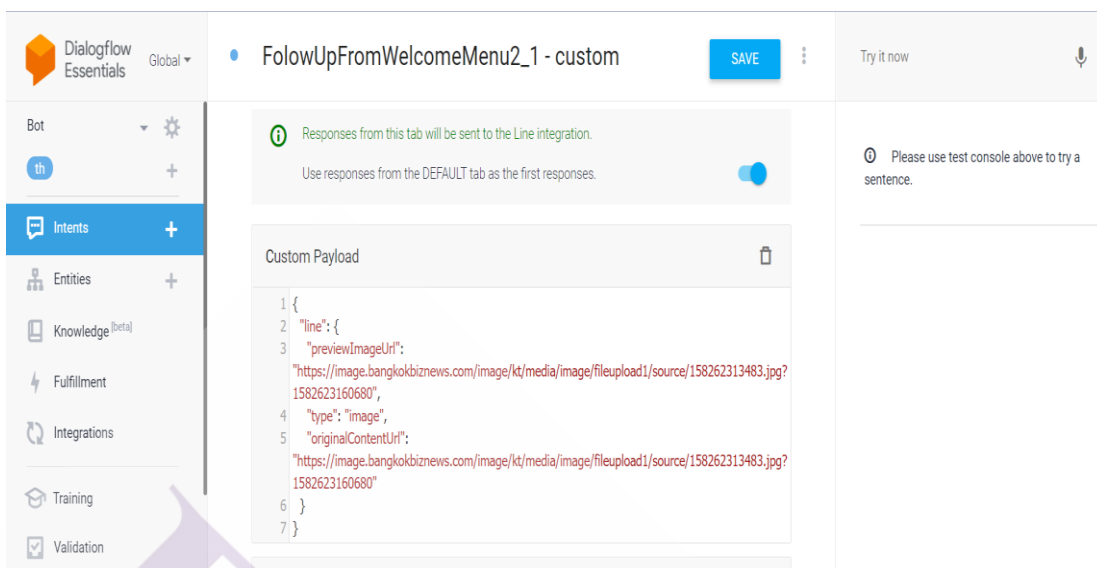 Dialogflow
Essentials
Global
FolowUpFromWelcomeMenu2_1 - custom
SAVE
Try it now
Bot
th
Intents
Entities
Knowledge [beta]
Fulfillment
Integrations
Training
Validation
Responses from this tab will be sent to the Line integration.
Use responses from the DEFAULT tab as the first responses.
Custom Payload
1 {
2 "line": {
3 "previewImageUrl":
"https://image.bangkokbiznews.com/image/kt/media/image/fileupload1/source/158262313483.jpg?
1582623160680",
4 "type": "image",
5 "originalContentUrl":
"https://image.bangkokbiznews.com/image/kt/media/image/fileupload1/source/158262313483.jpg?
1582623160680"
6 }
7 }
Please use test console above to try a
sentence.